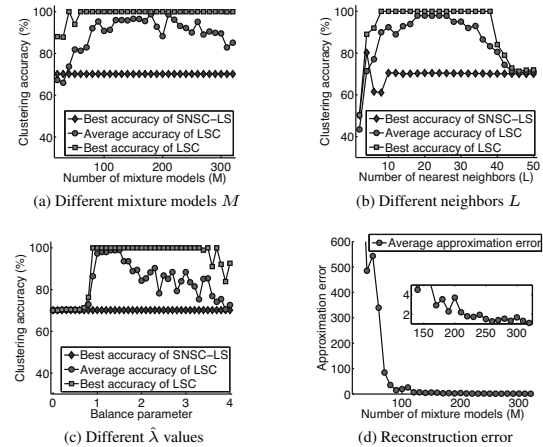 100
80
60
40
Clustering accuracy (%)
Best accuracy of SNSC-LS
Average accuracy of LSC
Best accuracy of LSC
100 200 300
Number of mixture models (M)
(a) Different mixture models M
100
80
60
40
Clustering accuracy (%)
Best accuracy of SNSC-LS
Average accuracy of LSC
Best accuracy of LSC
10 20 30 40 50
Number of nearest neighbors (L)
(b) Different neighbors L
100
80
60
40
Clustering accuracy (%)
Best accuracy of SNSC-LS
Average accuracy of LSC
Best accuracy of LSC
0 1 2 3 4
Balance parameter
(c) Different λ̂ values
600
500
400
300
200
100
0
Approximation error
Average approximation error
4
2
150 200 250 300
100 200 300
Number of mixture models (M)
(d) Reconstruction error